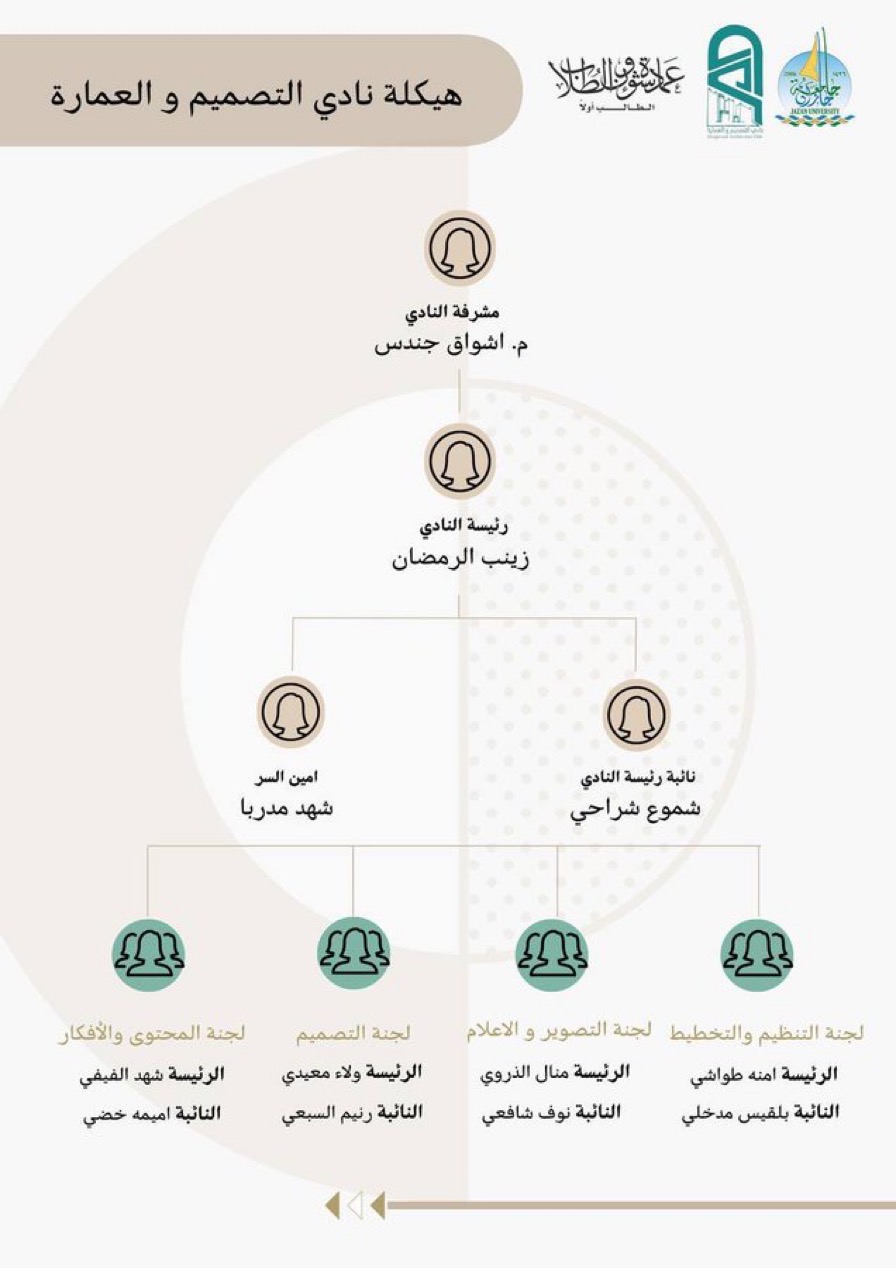 هيكلة نادي التصميم و العمارة
عمادة شؤون الطلاب
الطالب أولاً
نادي التصميم و العمارة
جامعة جازان
JAZAN UNIVERSITY
مشرفة النادي
م. اشواق جندس
رئيسة النادي
زينب الرمضان
نائبة رئيسة النادي
شموع شراحي
امين السر
شهد مدربا
لجنة التنظيم والتخطيط
الرئيسة امنه طواشي
النائبة بلقيس مدخلي
لجنة التصوير و الاعلام
الرئيسة منال الذروي
النائبة نوف شافعي
لجنة التصميم
الرئيسة ولاء معيدي
النائبة رنيم السبعي
لجنة المحتوى والأفكار
الرئيسة شهد الفيفي
النائبة اميمه خضي